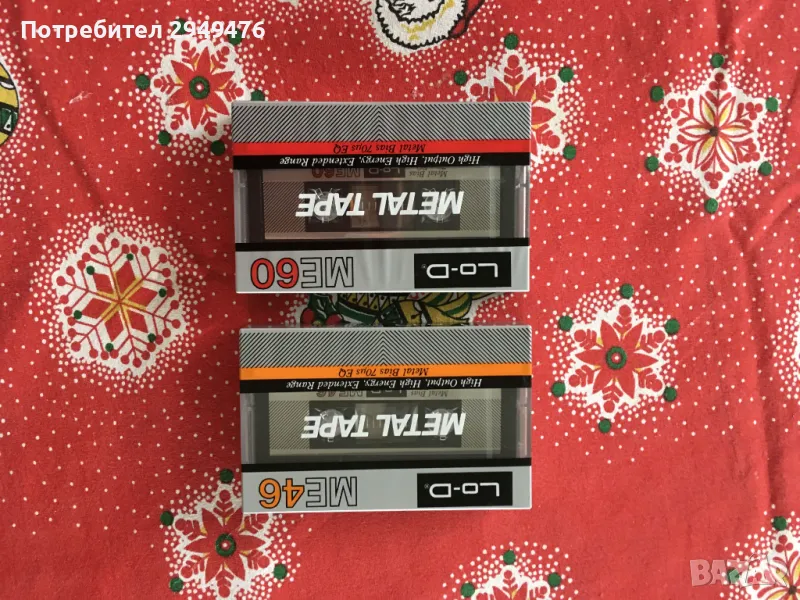 Потребител 2949476
High Output, High Energy, Extended Range
Metal Bias 70μs EQ
METAL TAPE
Lo-D®
ME60
High Output, High Energy, Extended Range
Metal Bias 70μs EQ
METAL TAPE
Lo-D®
ME46
BAZAR